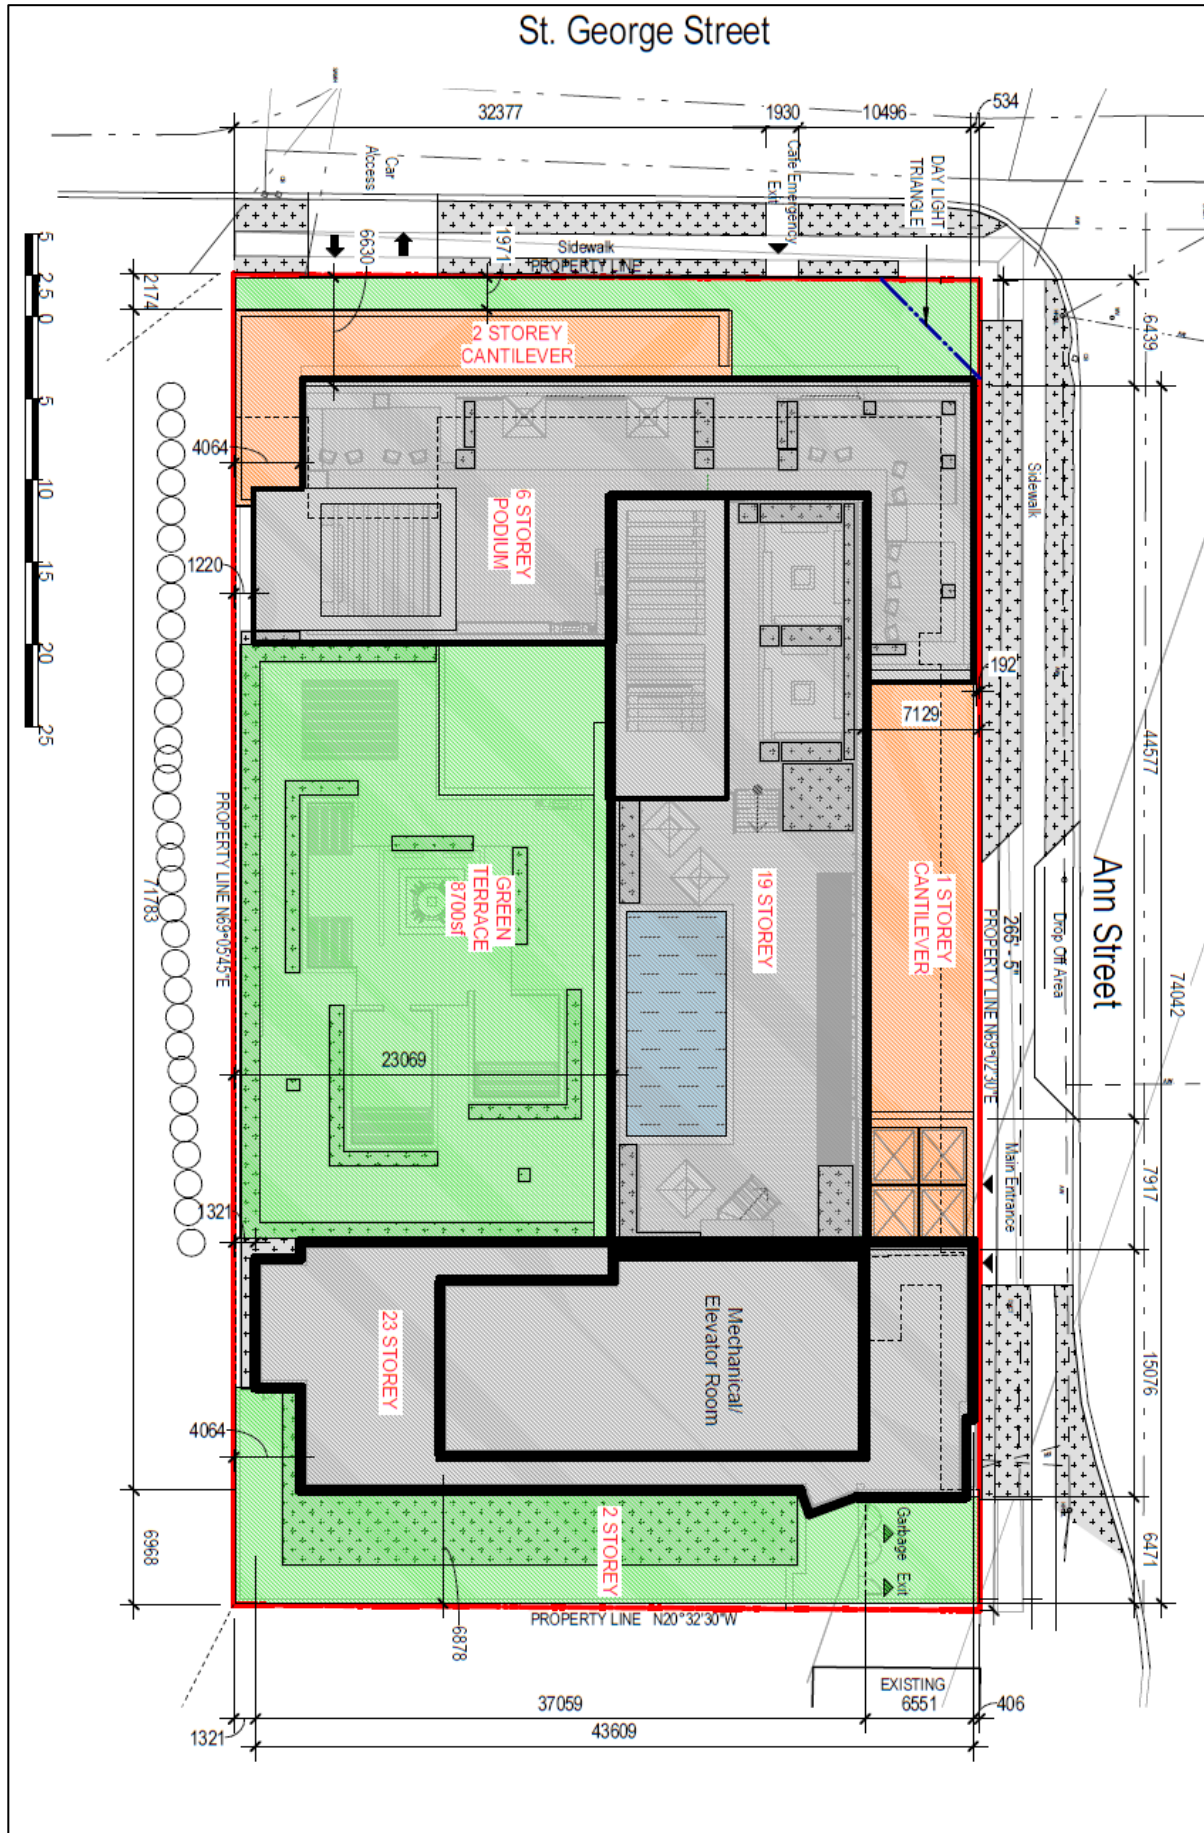 St. George Street
32377
1930
10496
534
Car
Access
Cafe Emergency
Exit
DAY LIGHT
TRIANGLE
6630
1971
Sidewalk
PROPERTY LINE
2174
6439
5
2.5
0
5
10
15
20
25
2 STOREY
CANTILEVER
4064
6 STOREY
PODIUM
Sidewalk
1220
192
7129
44577
PROPERTY LINE N69°05'45"E
71783
GREEN
TERRACE
8700sf
19 STOREY
1 STOREY
CANTILEVER
265' - 5"
PROPERTY LINE N69°02'30"E
Drop Off Area
Ann Street
74042
23069
Main Entrance
7917
1321
23 STOREY
Mechanical/
Elevator Room
15076
4064
6968
2 STOREY
Garbage Exit
6471
PROPERTY LINE N20°32'30"W
6878
EXISTING
37059
6551
406
1321
43609